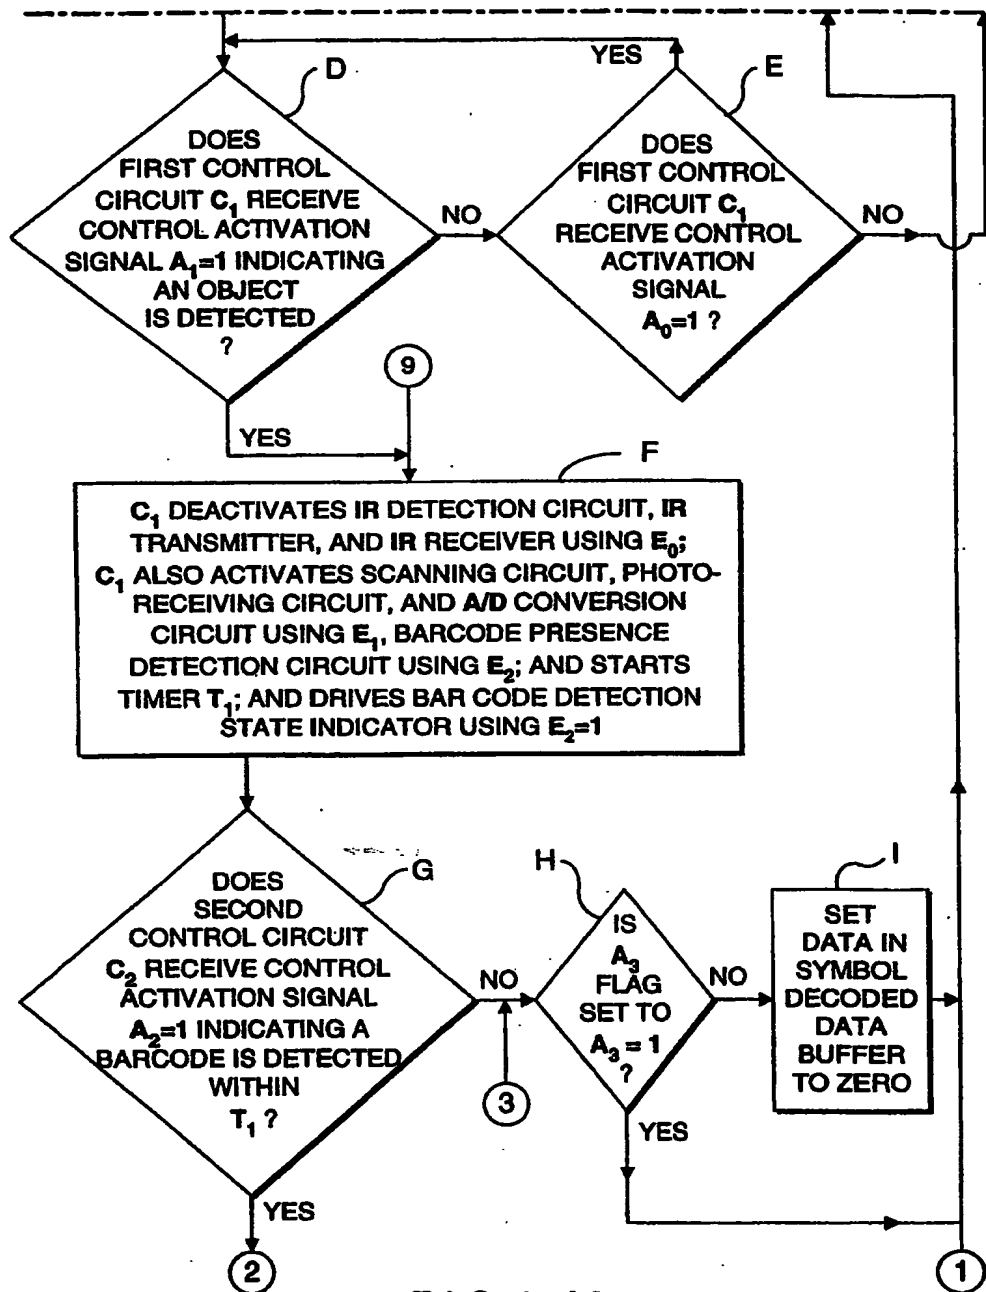 YES
D
E
DOES
FIRST CONTROL
CIRCUIT C₁ RECEIVE
CONTROL ACTIVATION
SIGNAL A₁=1 INDICATING
AN OBJECT
IS DETECTED
?
NO
DOES
FIRST CONTROL
CIRCUIT C₁
RECEIVE CONTROL
ACTIVATION
SIGNAL
A₀=1 ?
NO
9
YES
F
C₁ DEACTIVATES IR DETECTION CIRCUIT, IR
TRANSMITTER, AND IR RECEIVER USING E₀;
C₁ ALSO ACTIVATES SCANNING CIRCUIT, PHOTO-
RECEIVING CIRCUIT, AND A/D CONVERSION
CIRCUIT USING E₁, BARCODE PRESENCE
DETECTION CIRCUIT USING E₂; AND STARTS
TIMER T₁; AND DRIVES BAR CODE DETECTION
STATE INDICATOR USING E₂=1
G
DOES
SECOND
CONTROL CIRCUIT
C₂ RECEIVE CONTROL
ACTIVATION SIGNAL
A₂=1 INDICATING A
BARCODE IS DETECTED
WITHIN
T₁ ?
NO
3
H
IS
A₃
FLAG
SET TO
A₃ = 1
?
NO
YES
I
SET
DATA IN
SYMBOL
DECODED
DATA
BUFFER
TO ZERO
YES
2
1